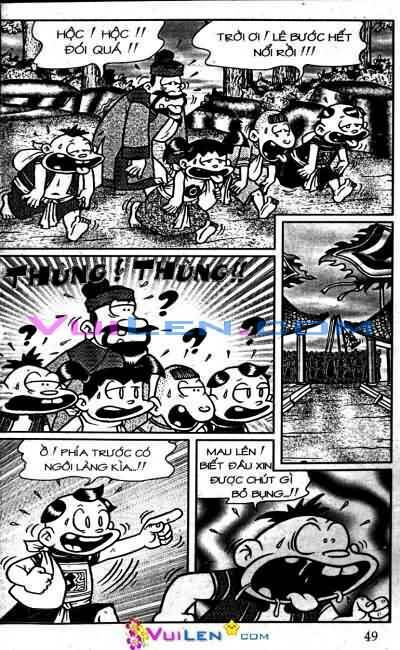 HỘC ! HỘC !!
ĐÓI QUÁ !!
TRỜI ƠI ! LÊ BƯỚC HẾT
NỔI RỒI !!!
THÙNG ! THÙNG !!
? ? ? ?
VUILEN.COM
Ồ ! PHÍA TRƯỚC CÓ
NGÔI LÀNG KÌA..!!
MAU LÊN !
BIẾT ĐÂU XIN
ĐƯỢC CHÚT GÌ
BỎ BỤNG..!!
49
VUILEN.COM